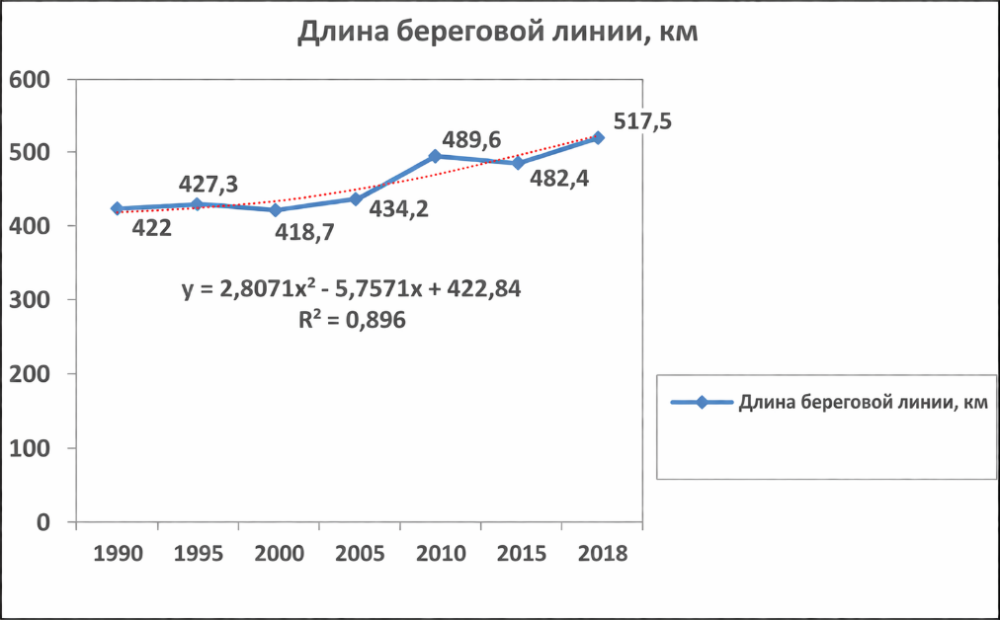 Длина береговой линии, км
600
500
400
300
200
100
0
422
427,3
418,7
434,2
489,6
482,4
517,5
y = 2,8071x² - 5,7571x + 422,84
R² = 0,896
1990 1995 2000 2005 2010 2015 2018
Длина береговой линии, км